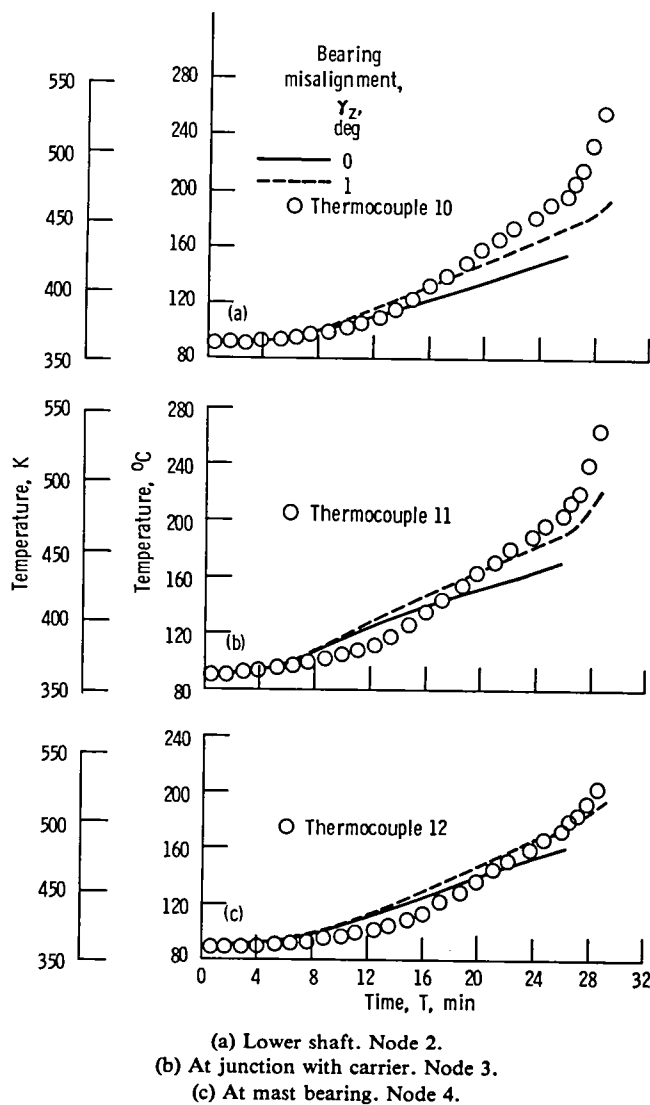 Bearing
misalignment,
γz,
deg
0
1
Thermocouple 10
550
500
450
400
350
280
240
200
160
120
80
(a)
Thermocouple 11
550
500
450
400
350
280
240
200
160
120
80
(b)
Temperature, K
Temperature, °C
Thermocouple 12
550
500
450
400
350
240
200
160
120
80
(c)
0 4 8 12 16 20 24 28 32
Time, T, min
(a) Lower shaft. Node 2.
(b) At junction with carrier. Node 3.
(c) At mast bearing. Node 4.